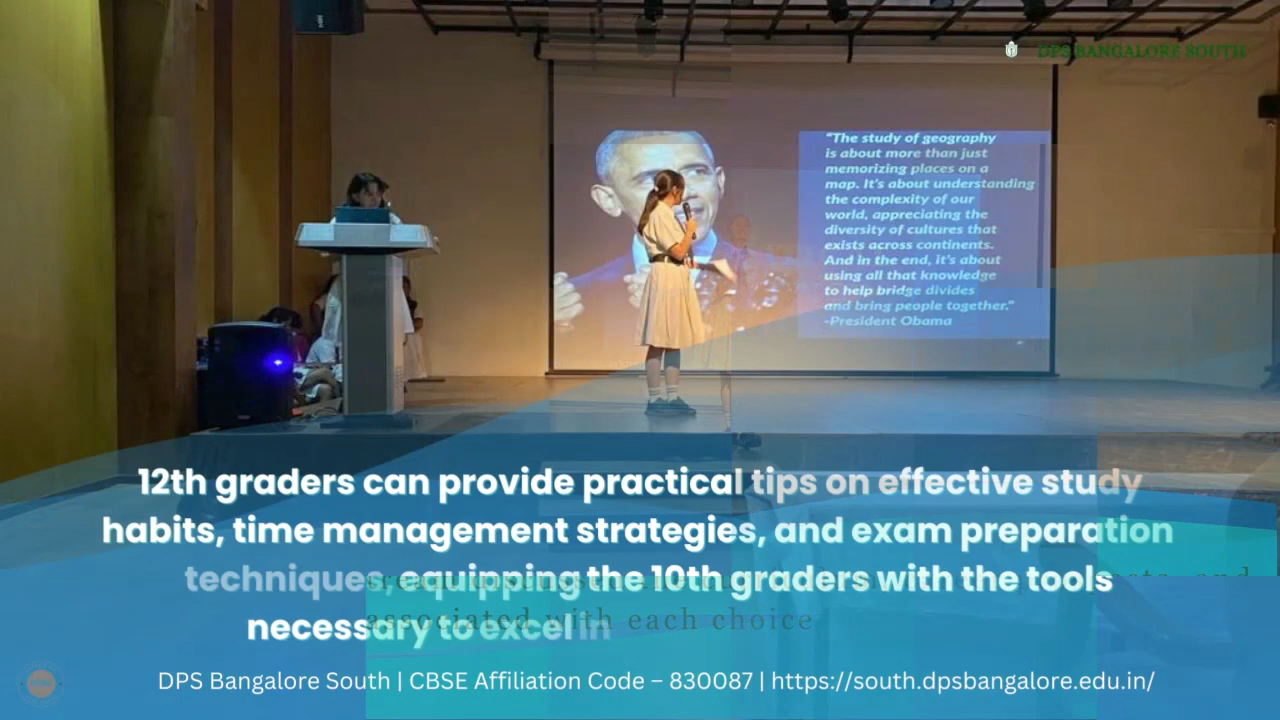 DPS BANGALORE SOUTH
"The study of geography
is about more than just
memorizing places on a
map. It's about understanding
the complexity of our
world, appreciating the
diversity of cultures that
exists across continents.
And in the end, it's about
using all that knowledge
to help bridge divides
and bring people together."
-President Obama
12th graders can provide practical tips on effective study
habits, time management strategies, and exam preparation
techniques, equipping the 10th graders with the tools
necessary to excel in
associated with each choice
DPS Bangalore South | CBSE Affiliation Code – 830087 | https://south.dpsbangalore.edu.in/